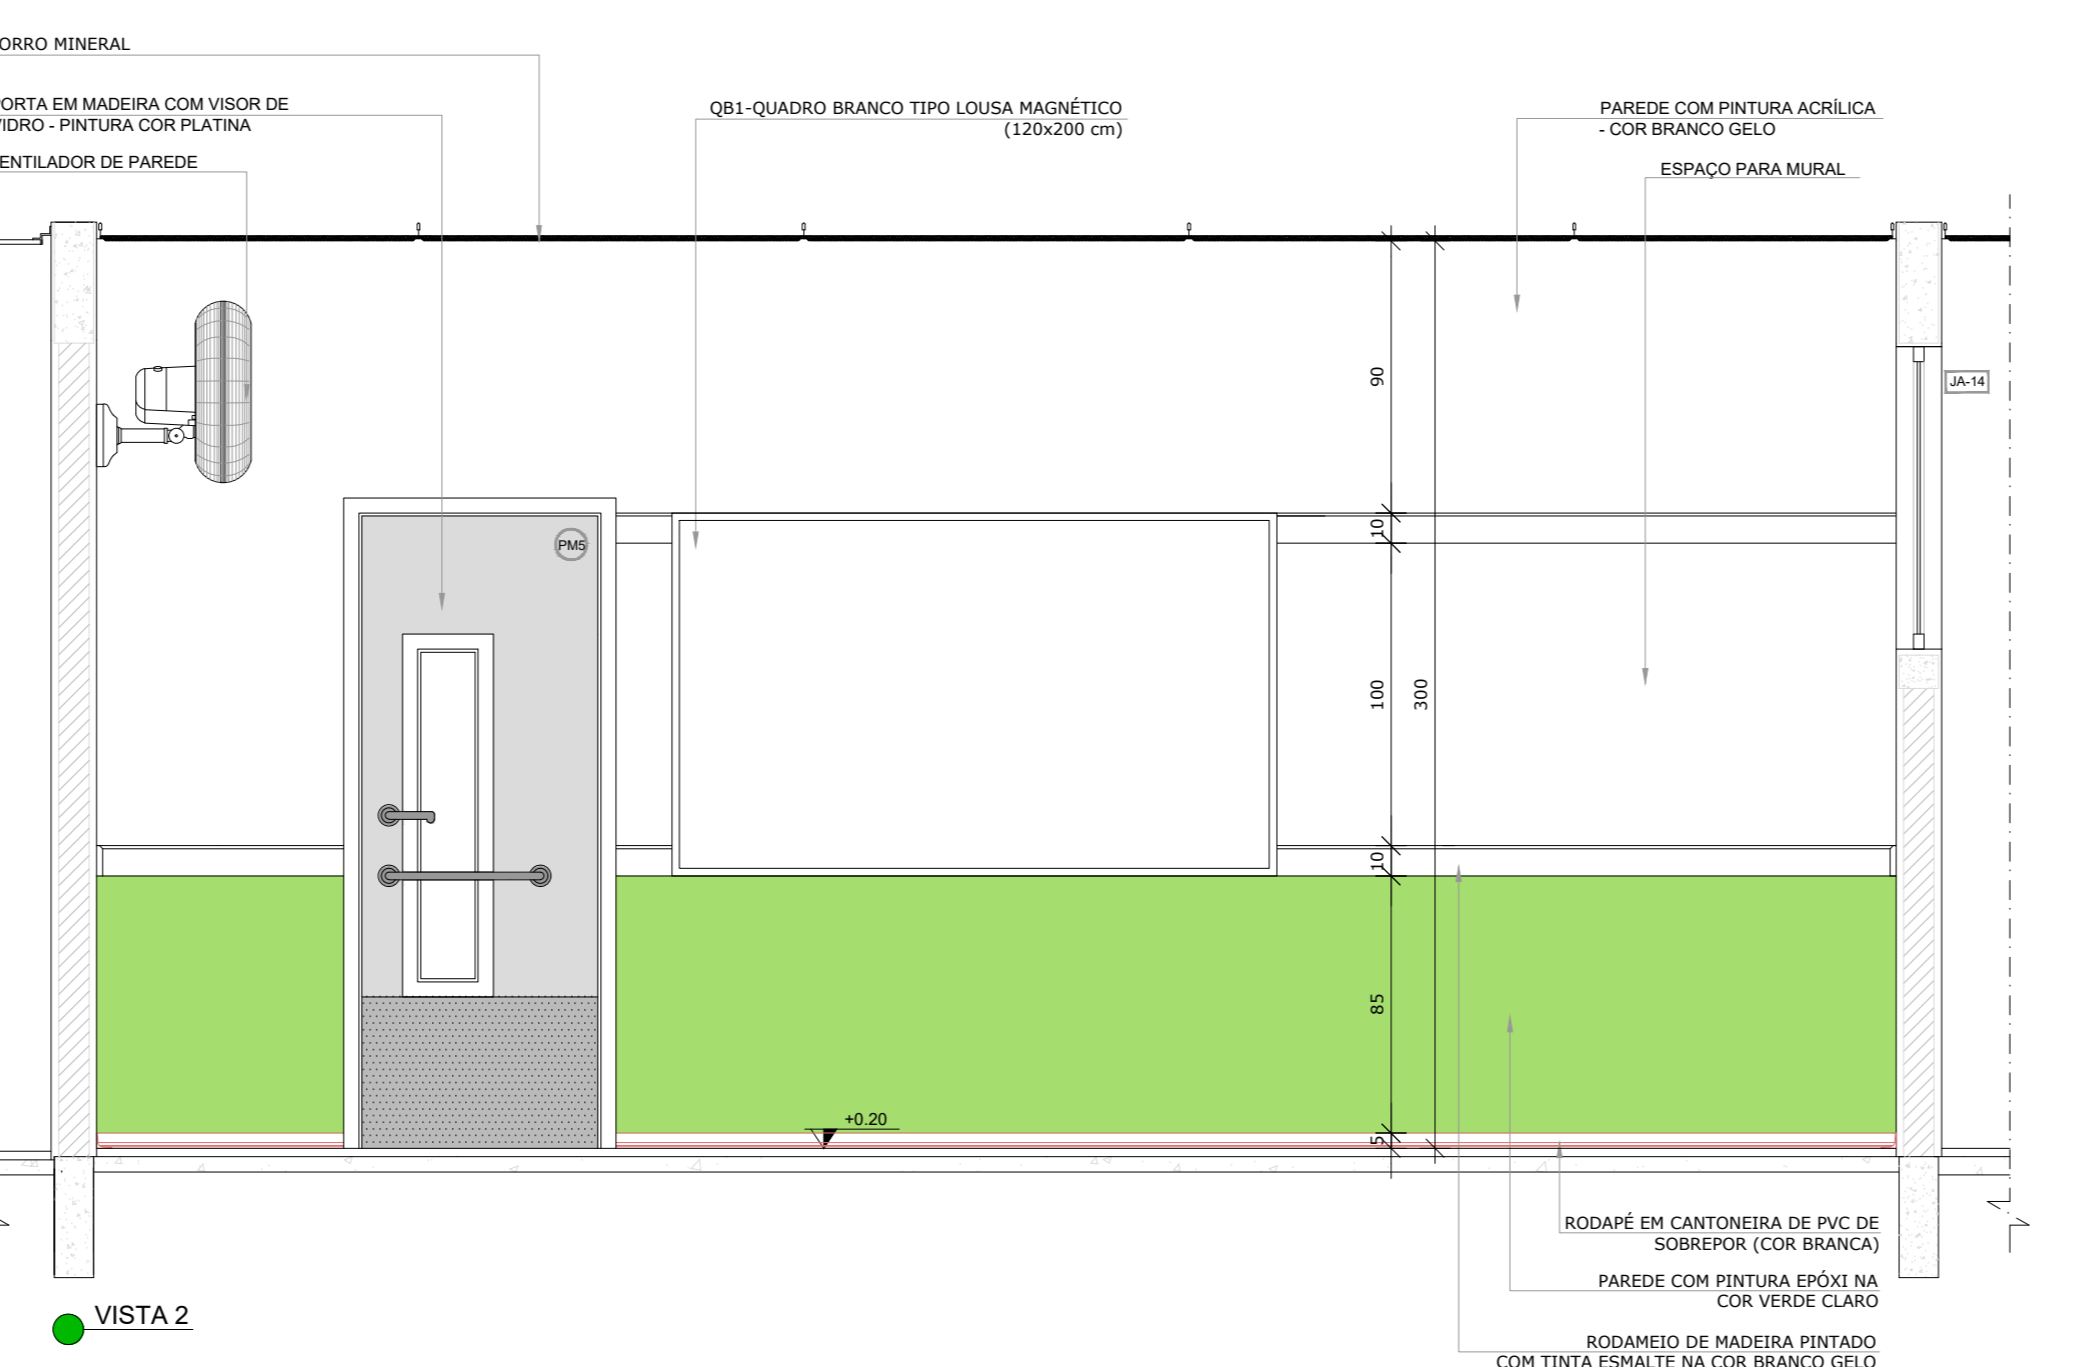 ORRO MINERAL
PORTA EM MADEIRA COM VISOR DE
VIDRO - PINTURA COR PLATINA
ENTILADOR DE PAREDE
QB1-QUADRO BRANCO TIPO LOUSA MAGNÉTICO
(120x200 cm)
PAREDE COM PINTURA ACRÍLICA
- COR BRANCO GELO
ESPAÇO PARA MURAL
90
JA-14
10
PM5
100
300
10
85
+0.20
5
RODAPÉ EM CANTONEIRA DE PVC DE
SOBREPOR (COR BRANCA)
PAREDE COM PINTURA EPÓXI NA
COR VERDE CLARO
VISTA 2
RODAMEIO DE MADEIRA PINTADO
COM TINTA ESMALTE NA COR BRANCO GELO